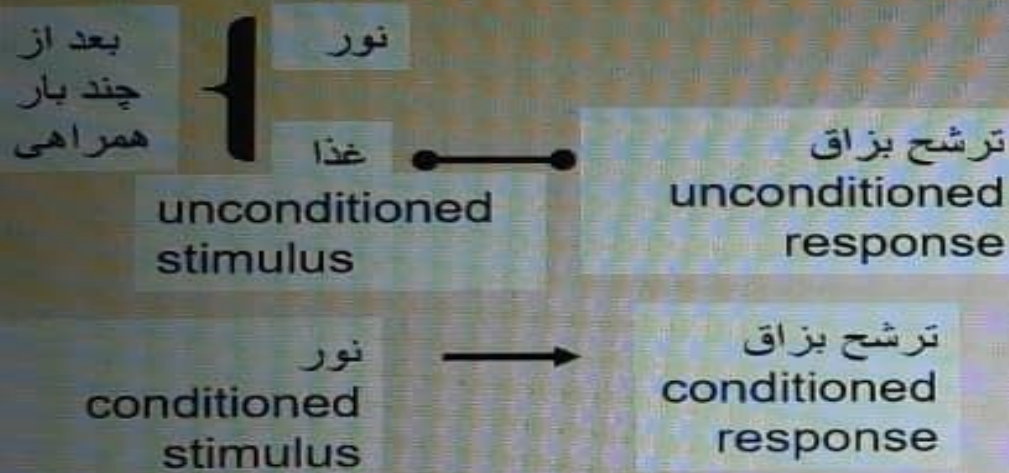 بعد از
چند بار
همراهی
نور
غذا
unconditioned
stimulus
ترشح بزاق
unconditioned
response
نور
conditioned
stimulus
ترشح بزاق
conditioned
response